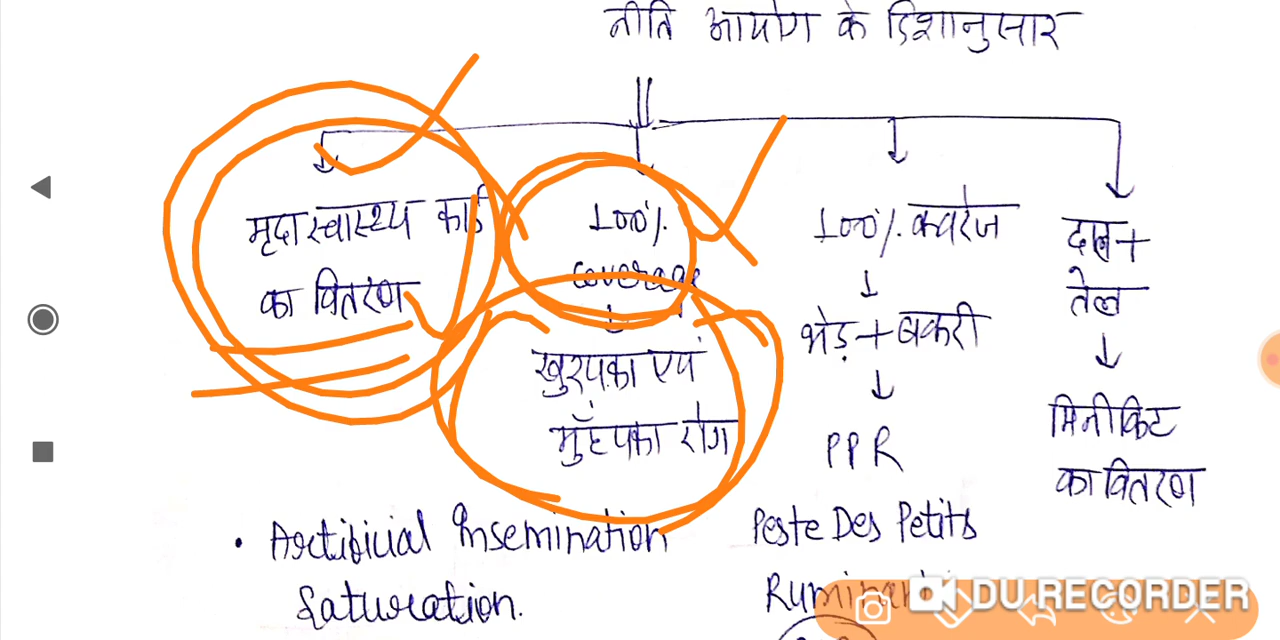 नीति आयोग के दिशानुसार
मृदा स्वास्थ्य कार्ड
का वितरण
100%
coverage
खुरपका एवं
मुँहपका रोग
100% कवरेज
भेड़ + बकरी
PPR
दाल +
तेल
मिनीकिट
का वितरण
• Artificial Insemination
Saturation.
Peste Des Petits
DU RECORDER